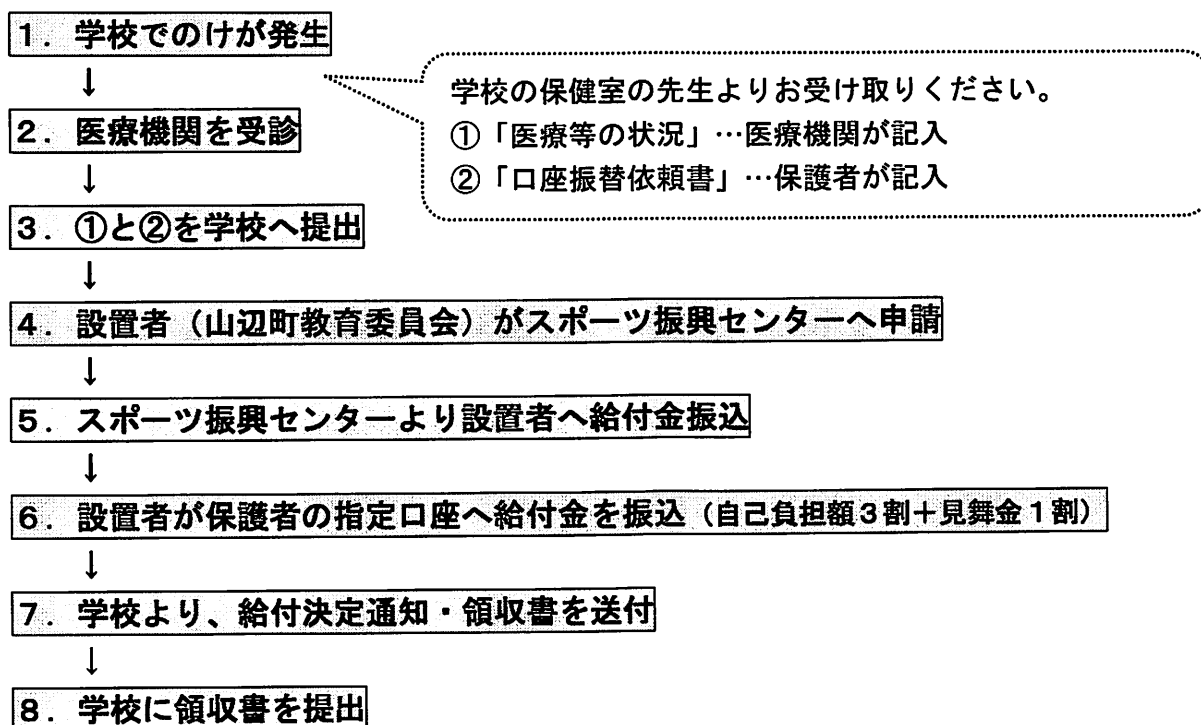 1．学校でのけが発生
↓
学校の保健室の先生よりお受け取りください。
①「医療等の状況」…医療機関が記入
②「口座振替依頼書」…保護者が記入
2．医療機関を受診
↓
3．①と②を学校へ提出
↓
4．設置者（山辺町教育委員会）がスポーツ振興センターへ申請
↓
5．スポーツ振興センターより設置者へ給付金振込
↓
6．設置者が保護者の指定口座へ給付金を振込（自己負担額３割＋見舞金１割）
↓
7．学校より、給付決定通知・領収書を送付
↓
8．学校に領収書を提出